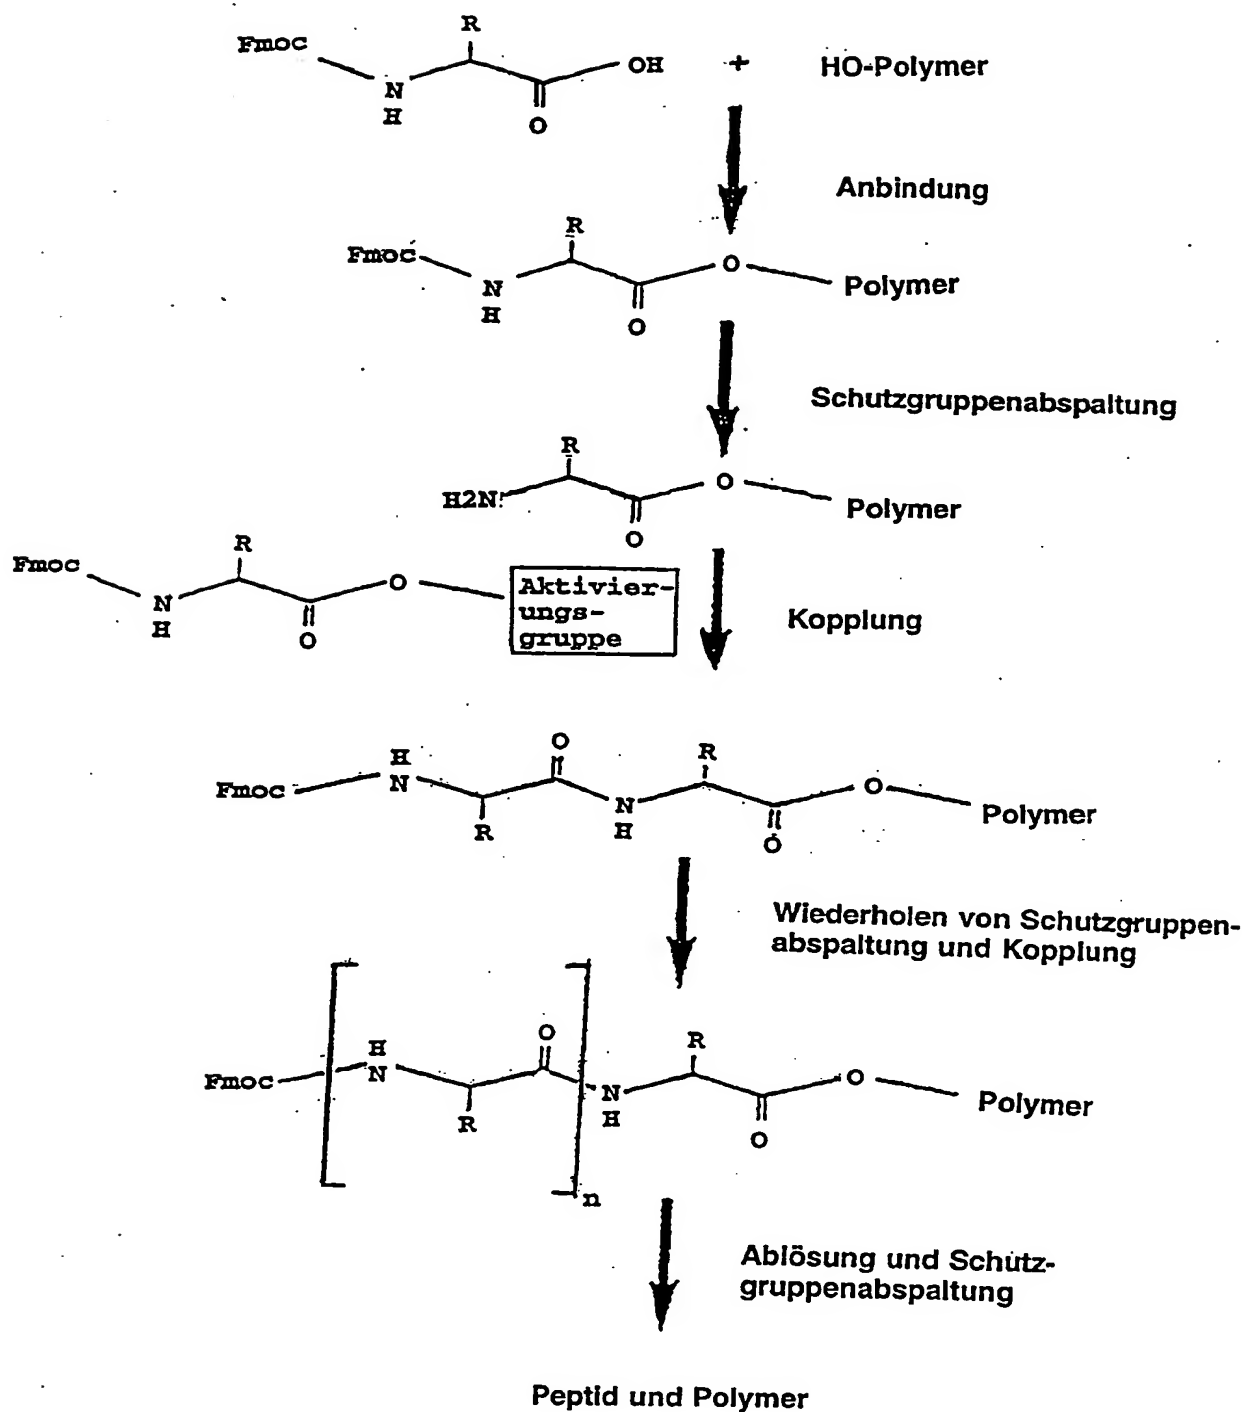 R
Fmoc
N
H
O
OH + HO-Polymer
Anbindung
R
Fmoc
N
H
O
O
Polymer
Schutzgruppenabspaltung
R
H2N
O
O
Polymer
Fmoc
R
N
H
O
O
Aktivier-
ungs-
gruppe
Kopplung
Fmoc
H
N
R
O
N
H
R
O
O
Polymer
Wiederholen von Schutzgruppen-
abspaltung und Kopplung
Fmoc
H
N
R
O
n
N
H
R
O
O
Polymer
Ablösung und Schutz-
gruppenabspaltung
Peptid und Polymer